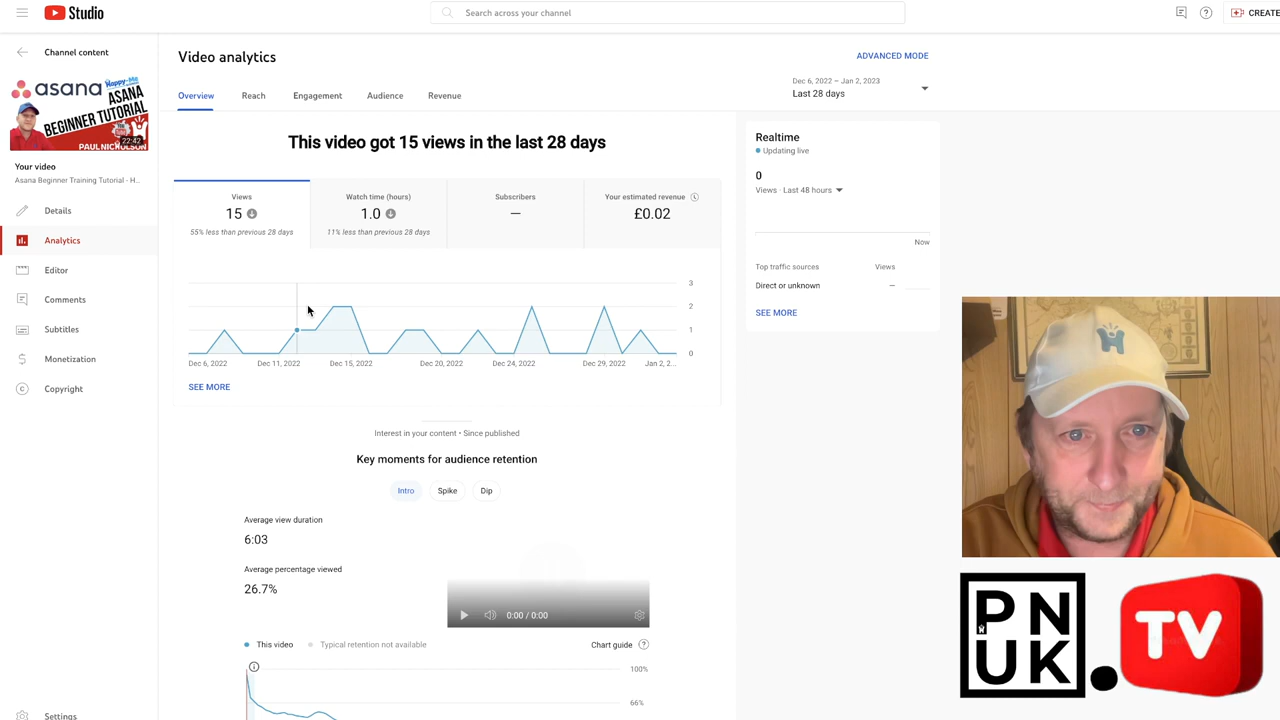 Studio
Search across your channel
CREATE
Channel content
asana
Happy-Me
ASANA
BEGINNER TUTORIAL
PAUL NICHOLSON
22:42
Your video
Asana Beginner Training Tutorial - H...
Details
Analytics
Editor
Comments
Subtitles
Monetization
Copyright
Settings
Video analytics
ADVANCED MODE
Overview
Reach
Engagement
Audience
Revenue
Dec 6, 2022 – Jan 2, 2023
Last 28 days
This video got 15 views in the last 28 days
Views
15
55% less than previous 28 days
Watch time (hours)
1.0
11% less than previous 28 days
Subscribers
—
Your estimated revenue
£0.02
3
2
1
0
Dec 6, 2022
Dec 11, 2022
Dec 15, 2022
Dec 20, 2022
Dec 24, 2022
Dec 29, 2022
Jan 2, 2...
SEE MORE
Interest in your content • Since published
Key moments for audience retention
Intro
Spike
Dip
Average view duration
6:03
Average percentage viewed
26.7%
0:00 / 0:00
This video
Typical retention not available
Chart guide
100%
66%
Realtime
Updating live
0
Views · Last 48 hours
Now
Top traffic sources
Views
Direct or unknown
—
SEE MORE
PN
UK.
TV